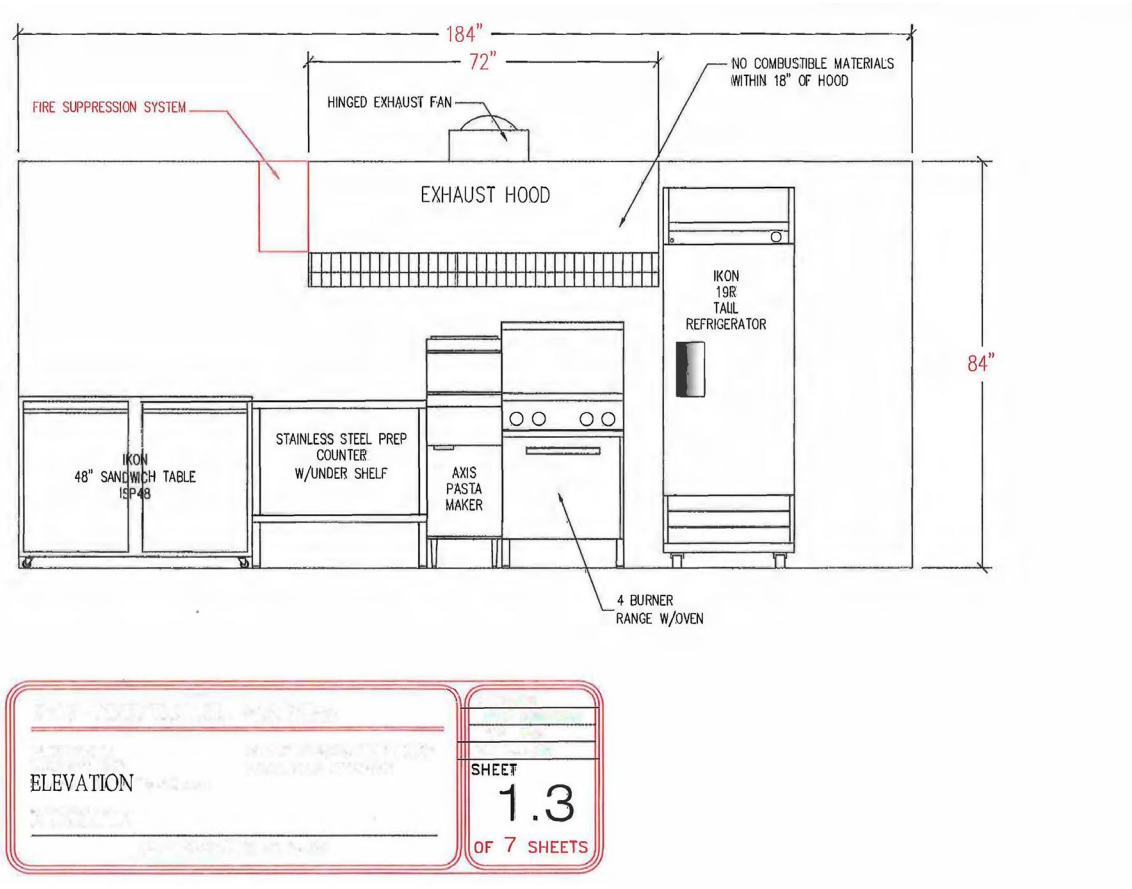 184"
72"
NO COMBUSTIBLE MATERIALS
WITHIN 18" OF HOOD
HINGED EXHAUST FAN
FIRE SUPPRESSION SYSTEM
EXHAUST HOOD
IKON
19R
TALL
REFRIGERATOR
84"
STAINLESS STEEL PREP
COUNTER
W/UNDER SHELF
IKON
48" SANDWICH TABLE
ISP48
AXIS
PASTA
MAKER
4 BURNER
RANGE W/OVEN
ELEVATION
SHEET
1.3
OF 7 SHEETS